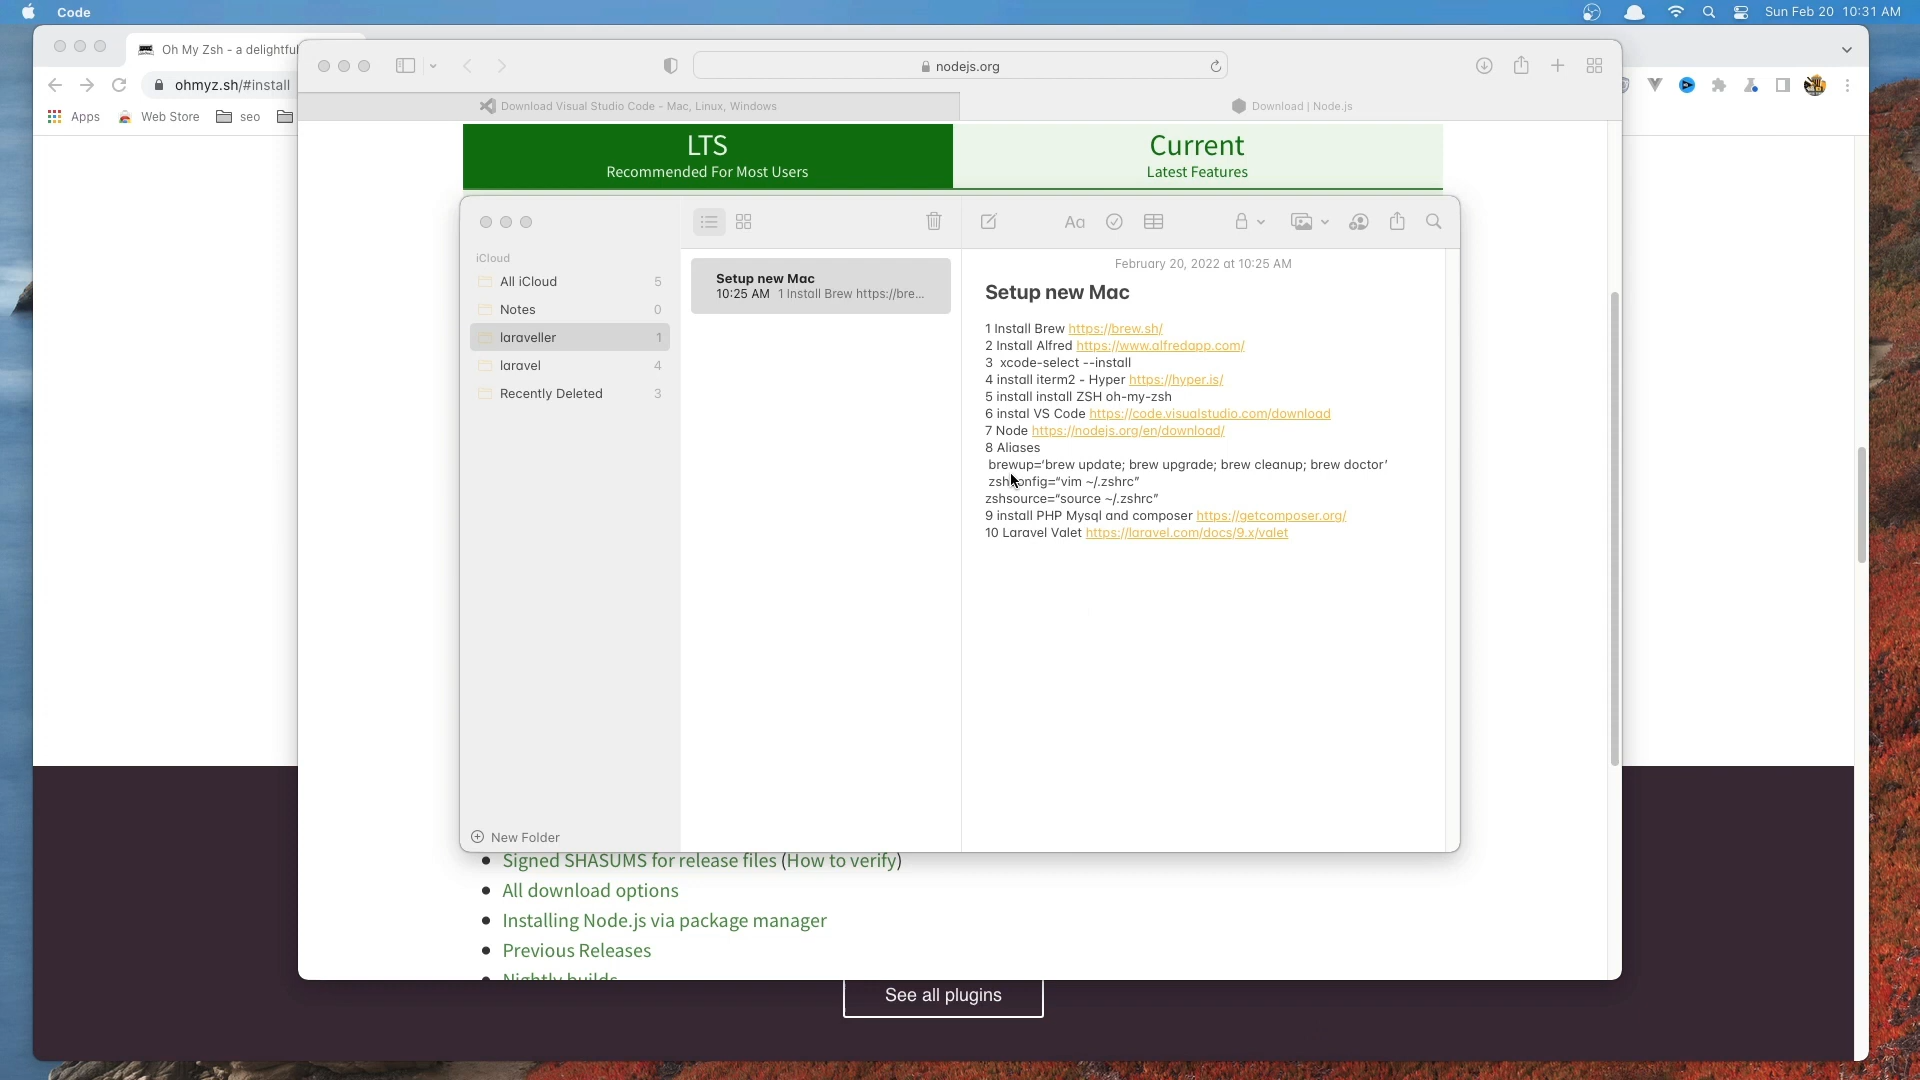 Code
Sun Feb 20 10:31 AM
Oh My Zsh - a delightful
ohmyz.sh/#install
Apps
Web Store
seo
nodejs.org
Download Visual Studio Code - Mac, Linux, Windows
Download | Node.js
LTS
Recommended For Most Users
Current
Latest Features
iCloud
All iCloud 5
Notes 0
laraveller 1
laravel 4
Recently Deleted 3
New Folder
Setup new Mac
10:25 AM 1 Install Brew https://bre...
Aa
February 20, 2022 at 10:25 AM
Setup new Mac
1 Install Brew https://brew.sh/
2 Install Alfred https://www.alfredapp.com/
3 xcode-select --install
4 install iterm2 - Hyper https://hyper.is/
5 install install ZSH oh-my-zsh
6 instal VS Code https://code.visualstudio.com/download
7 Node https://nodejs.org/en/download/
8 Aliases
brewup=‘brew update; brew upgrade; brew cleanup; brew doctor’
zshconfig=“vim ~/.zshrc”
zshsource=“source ~/.zshrc”
9 install PHP Mysql and composer https://getcomposer.org/
10 Laravel Valet https://laravel.com/docs/9.x/valet
• Signed SHASUMS for release files (How to verify)
• All download options
• Installing Node.js via package manager
• Previous Releases
• Nightly builds
See all plugins